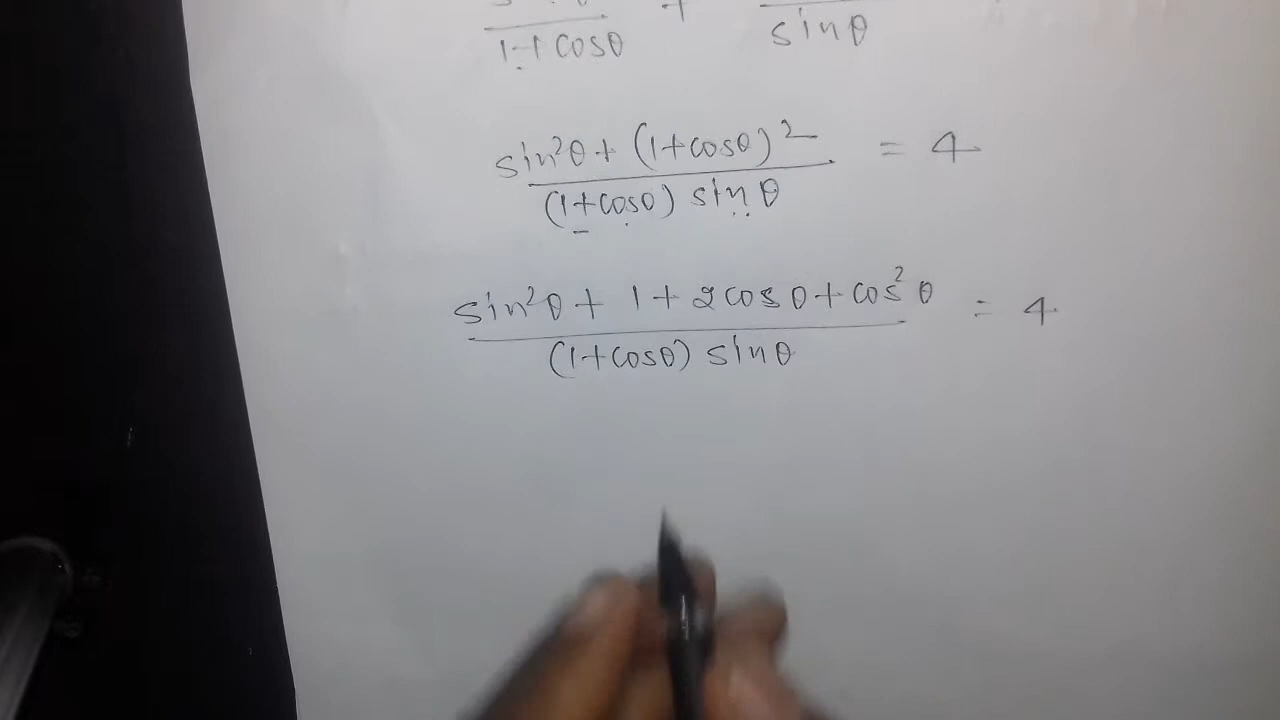 +
1+cosθ sinθ
sin²θ + (1+cosθ)² = 4
(1+cosθ) sinθ
sin²θ + 1 + 2cosθ + cos²θ = 4
(1+cosθ) sinθ